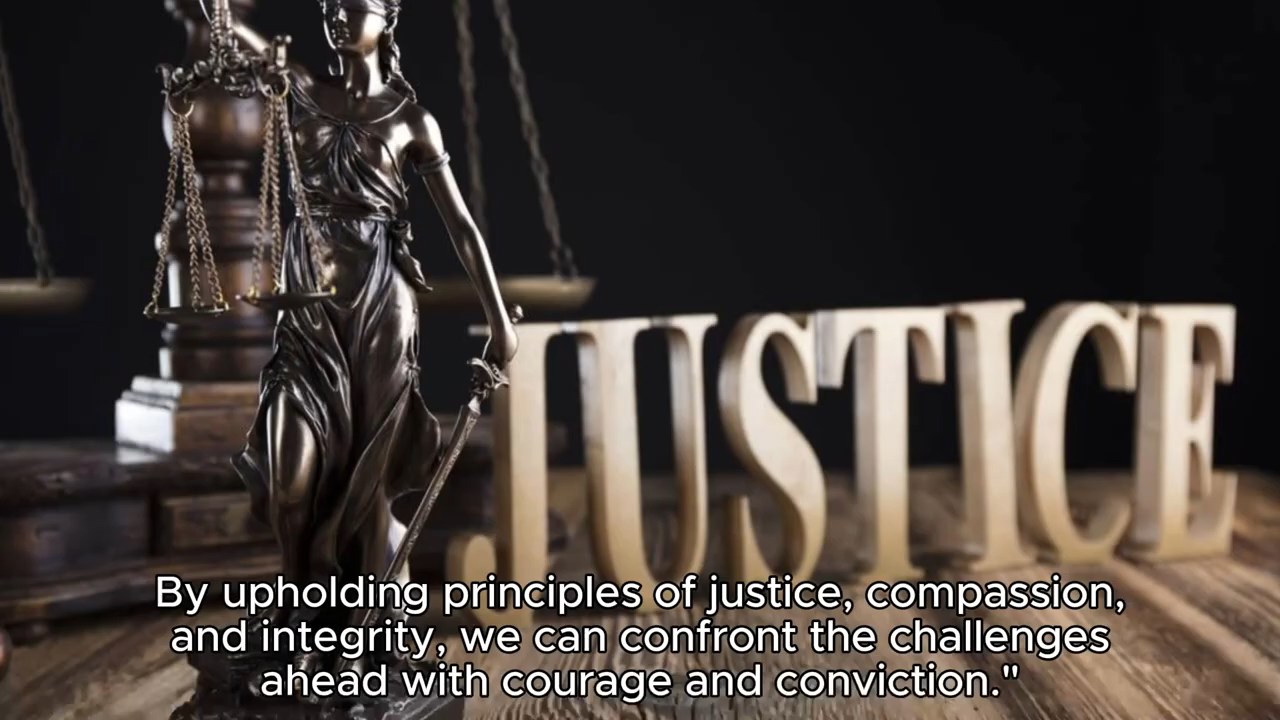 JUSTICE
By upholding principles of justice, compassion,
and integrity, we can confront the challenges
ahead with courage and conviction."